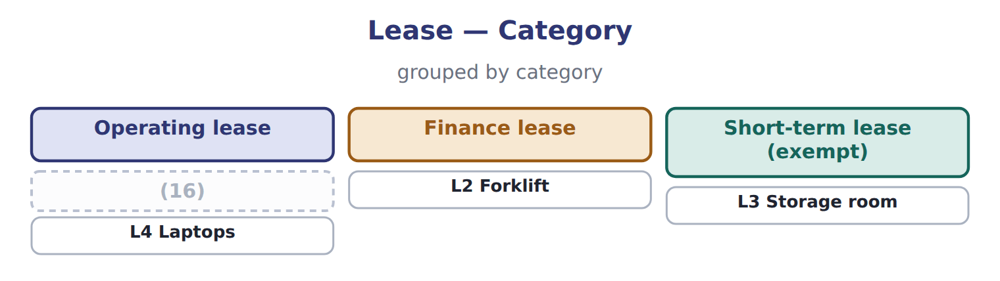 Lease — Category
grouped by category
Operating lease
(16)
L4 Laptops
Finance lease
L2 Forklift
Short-term lease
(exempt)
L3 Storage room